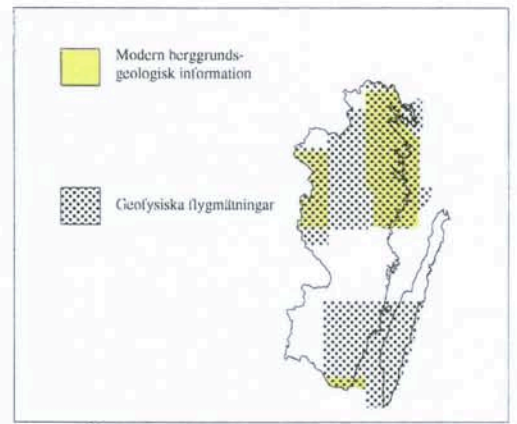 Modern berggrunds-
geologisk information
Geofysiska flygmätningar